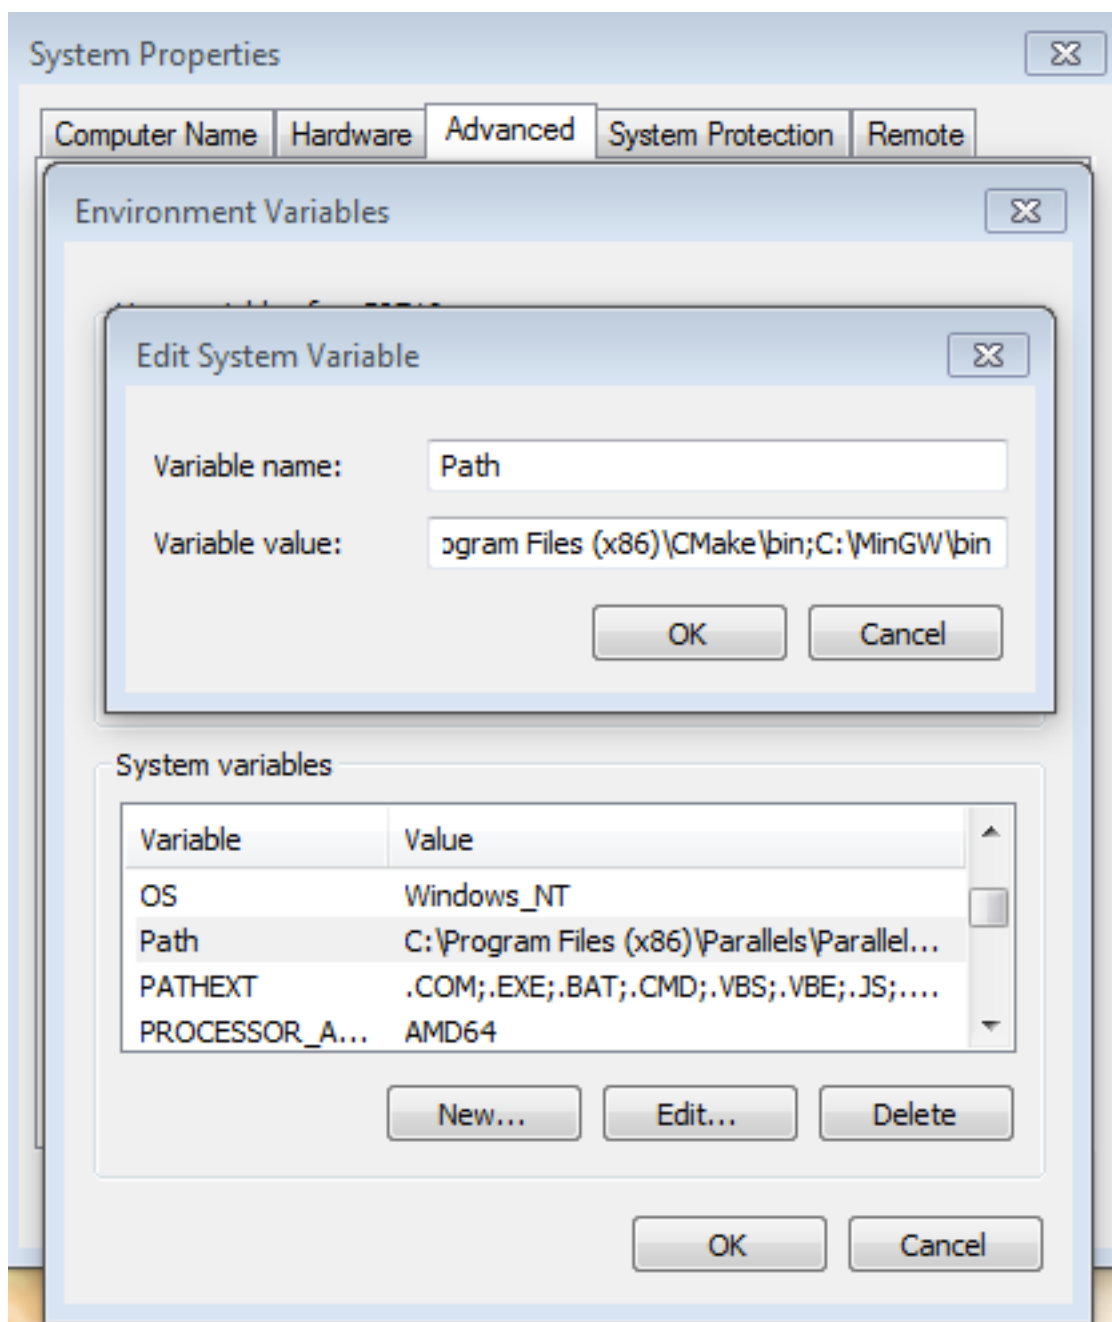 System Properties
Computer Name Hardware Advanced System Protection Remote
Environment Variables
Edit System Variable
Variable name: Path
Variable value: ogram Files (x86)\CMake\bin;C:\MinGW\bin
OK Cancel
System variables
Variable Value
OS Windows_NT
Path C:\Program Files (x86)\Parallels\Parallel...
PATHEXT .COM;.EXE;.BAT;.CMD;.VBS;.VBE;.JS;....
PROCESSOR_A... AMD64
New... Edit... Delete
OK Cancel